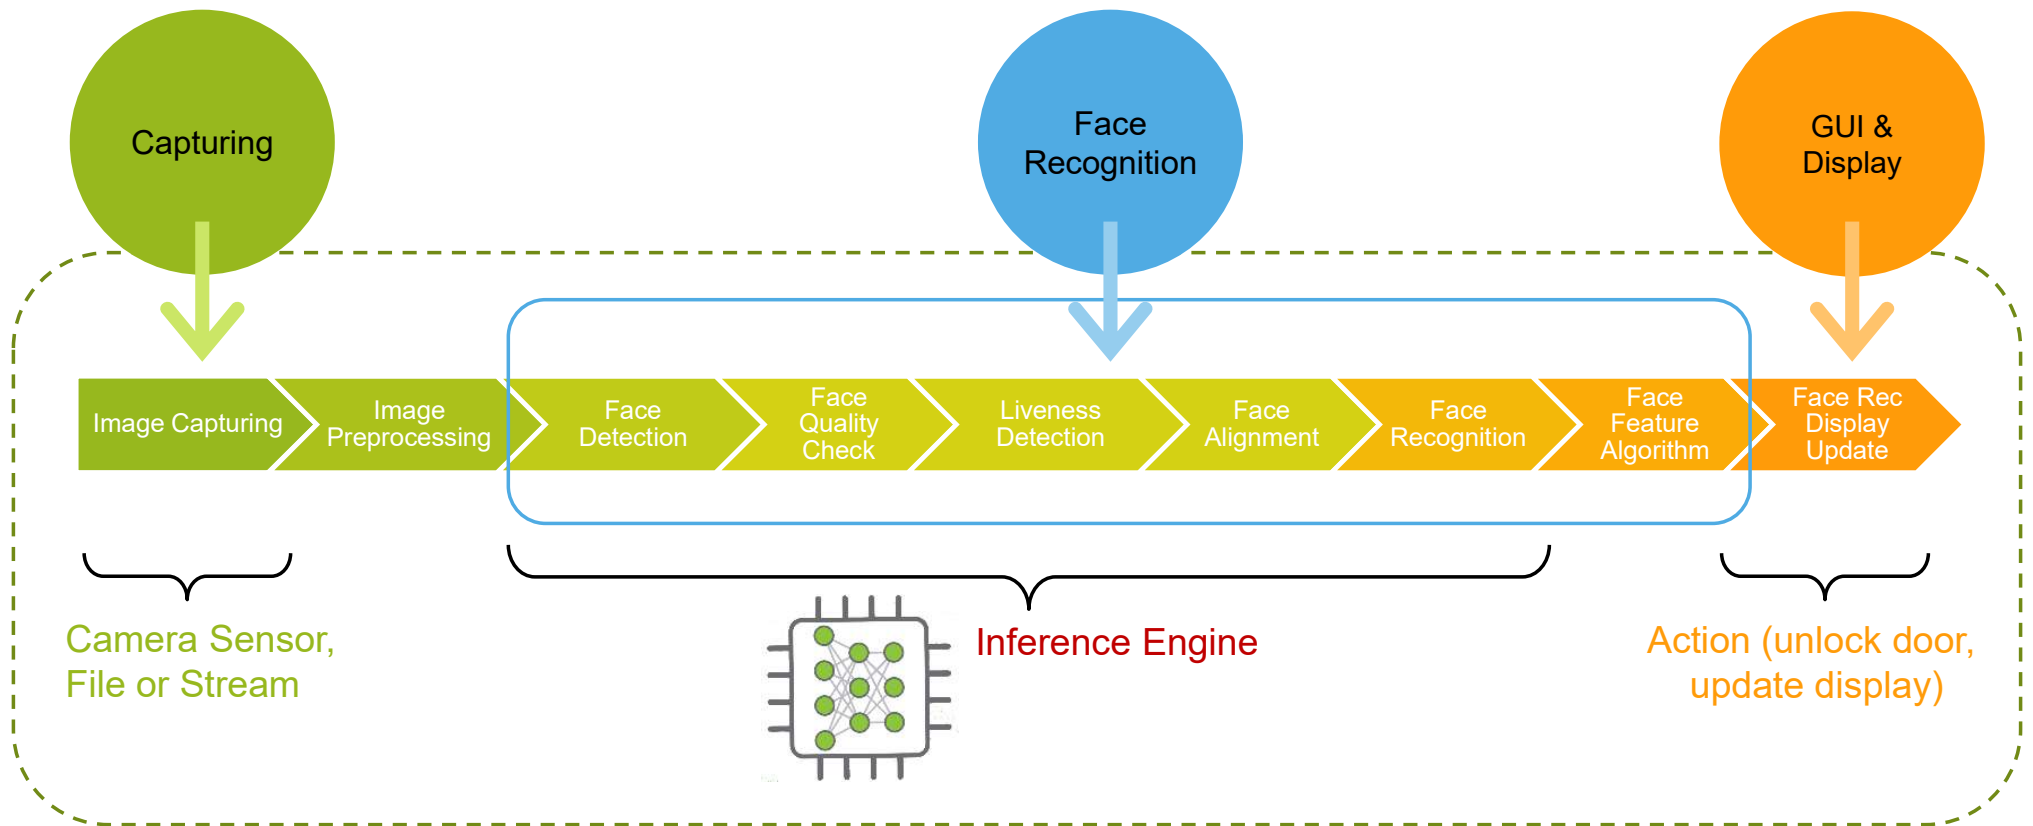 Capturing
Face
Recognition
GUI &
Display
Image Capturing
Image
Preprocessing
Face
Detection
Face
Quality
Check
Liveness
Detection
Face
Alignment
Face
Recognition
Face
Feature
Algorithm
Face Rec
Display
Update
Camera Sensor,
File or Stream
Inference Engine
Action (unlock door,
update display)